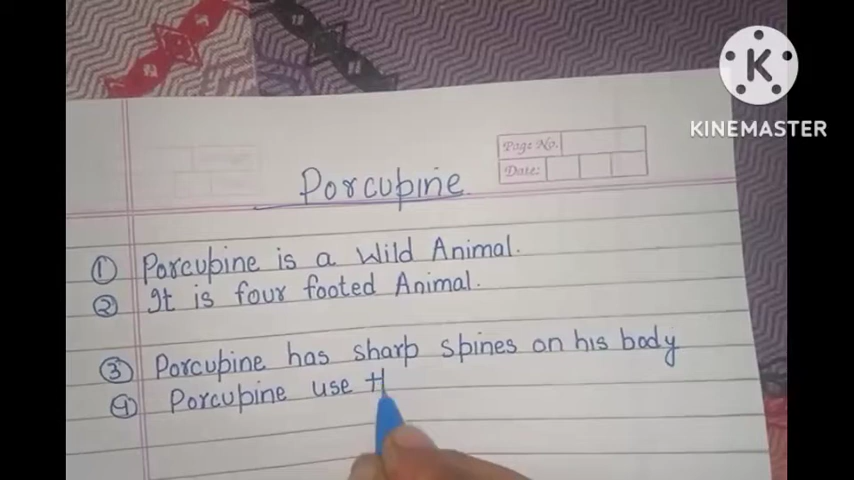 KINEMASTER
Page No.
Date:
Porcupine
① Porcupine is a Wild Animal.
② It is four footed Animal.
③ Porcupine has sharp spines on his body
④ Porcupine use